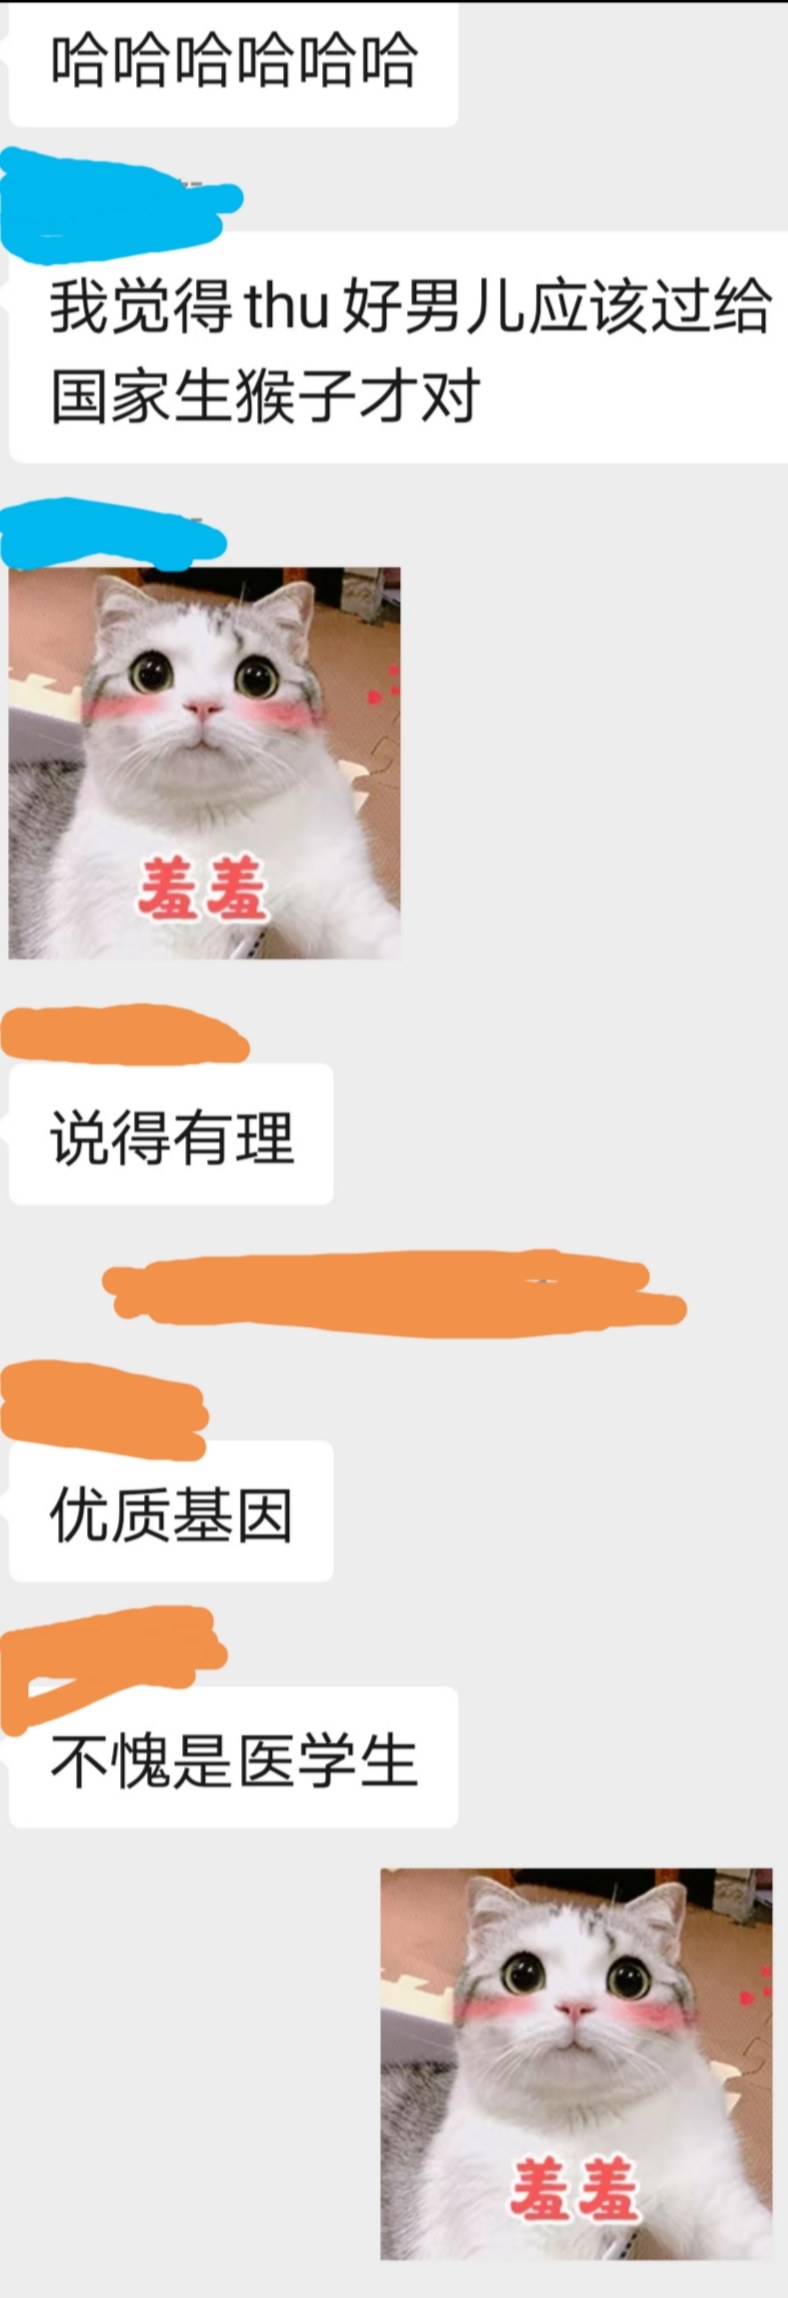 哈哈哈哈哈哈
我觉得thu好男儿应该过给
国家生猴子才对
羞羞
说得有理
优质基因
不愧是医学生
羞羞